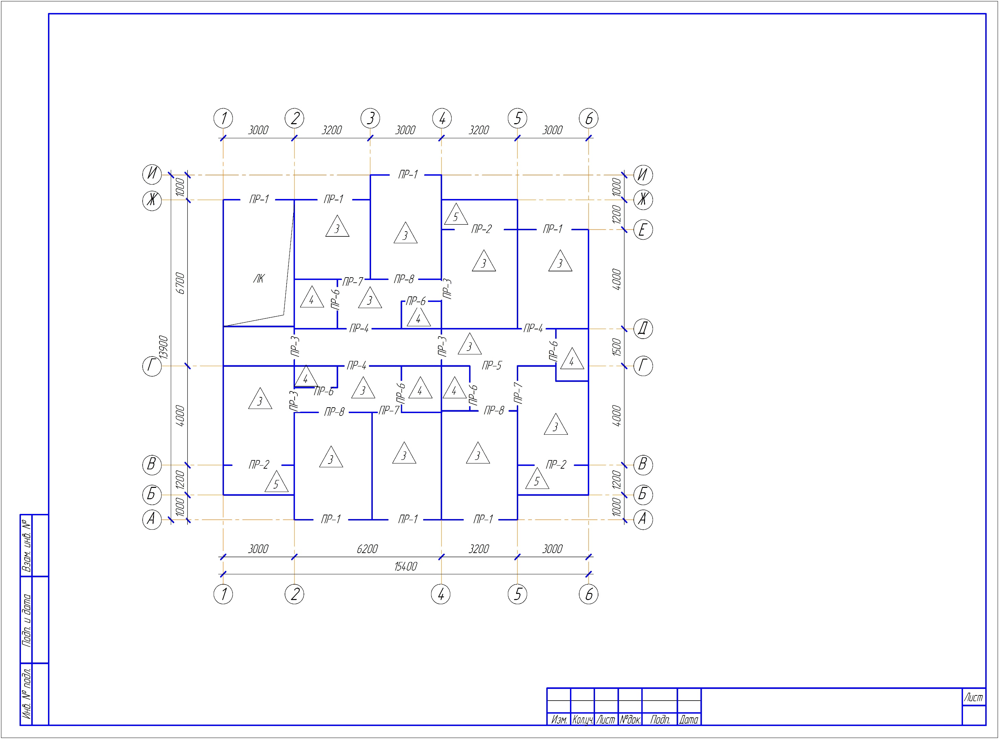 1 2 3 4 5 6
3000 3200 3000 3200 3000
И ПР-1 И
1000 1000
Ж ПР-1 ПР-1 Ж
5 1200
3 3 ПР-2 ПР-1 Е
3 3
6700 ЛК ПР-7 ПР-8 ПР-3 4000
4 ПР-6 3 ПР-6
4
ПР-4 ПР-4 Д
13900 ПР-3 ПР-3 3 ПР-6 1500
4
Г ПР-4 ПР-5 Г
4 ПР-6 3 ПР-6 4 4 ПР-6 ПР-7
3 ПР-3
4000 ПР-8 ПР-7 ПР-8 4000
3
3 3 3
В ПР-2 ПР-2 В
1200 5 5 1200
Б Б
1000 1000
А ПР-1 ПР-1 ПР-1 А
3000 6200 3200 3000
15400
1 2 4 5 6
Взам. инв. №
Подп. и дата
Инв. № подл.
Лист
Изм. Кол.уч. Лист №док. Подп. Дата